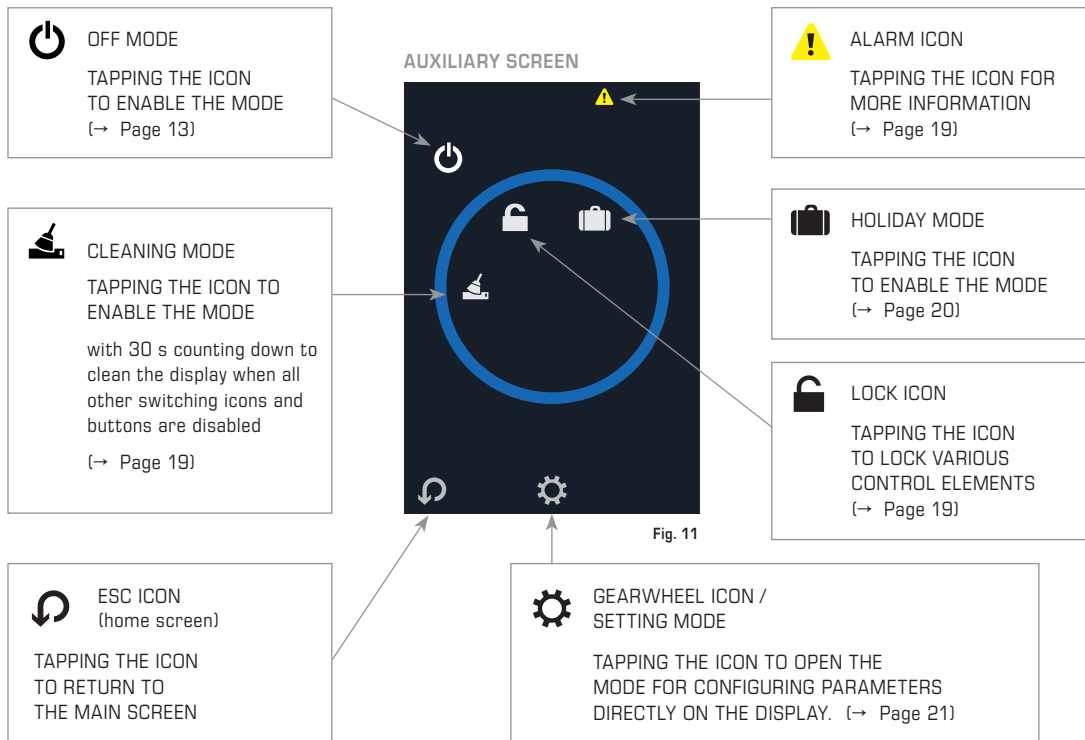 OFF MODE
TAPPING THE ICON
TO ENABLE THE MODE
(→ Page 13)
CLEANING MODE
TAPPING THE ICON TO
ENABLE THE MODE
with 30 s counting down to
clean the display when all
other switching icons and
buttons are disabled
(→ Page 19)
ESC ICON
(home screen)
TAPPING THE ICON
TO RETURN TO
THE MAIN SCREEN
AUXILIARY SCREEN
Fig. 11
ALARM ICON
TAPPING THE ICON FOR
MORE INFORMATION
(→ Page 19)
HOLIDAY MODE
TAPPING THE ICON
TO ENABLE THE MODE
(→ Page 20)
LOCK ICON
TAPPING THE ICON
TO LOCK VARIOUS
CONTROL ELEMENTS
(→ Page 19)
GEARWHEEL ICON /
SETTING MODE
TAPPING THE ICON TO OPEN THE
MODE FOR CONFIGURING PARAMETERS
DIRECTLY ON THE DISPLAY. (→ Page 21)